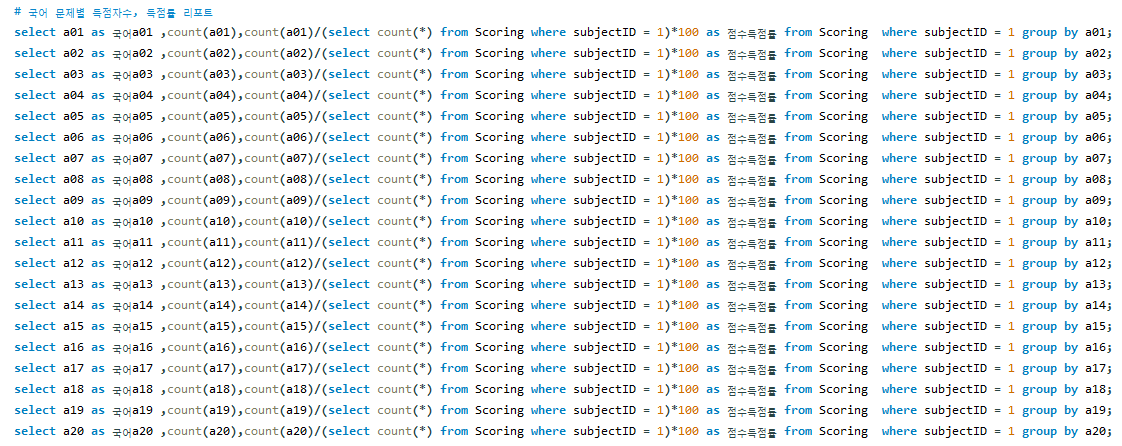 # 국어 문제별 득점자수, 득점률 리포트
select a01 as 국어a01 ,count(a01),count(a01)/(select count(*) from Scoring where subjectID = 1)*100 as 점수득점률 from Scoring  where subjectID = 1 group by a01;
select a02 as 국어a02 ,count(a02),count(a02)/(select count(*) from Scoring where subjectID = 1)*100 as 점수득점률 from Scoring  where subjectID = 1 group by a02;
select a03 as 국어a03 ,count(a03),count(a03)/(select count(*) from Scoring where subjectID = 1)*100 as 점수득점률 from Scoring  where subjectID = 1 group by a03;
select a04 as 국어a04 ,count(a04),count(a04)/(select count(*) from Scoring where subjectID = 1)*100 as 점수득점률 from Scoring  where subjectID = 1 group by a04;
select a05 as 국어a05 ,count(a05),count(a05)/(select count(*) from Scoring where subjectID = 1)*100 as 점수득점률 from Scoring  where subjectID = 1 group by a05;
select a06 as 국어a06 ,count(a06),count(a06)/(select count(*) from Scoring where subjectID = 1)*100 as 점수득점률 from Scoring  where subjectID = 1 group by a06;
select a07 as 국어a07 ,count(a07),count(a07)/(select count(*) from Scoring where subjectID = 1)*100 as 점수득점률 from Scoring  where subjectID = 1 group by a07;
select a08 as 국어a08 ,count(a08),count(a08)/(select count(*) from Scoring where subjectID = 1)*100 as 점수득점률 from Scoring  where subjectID = 1 group by a08;
select a09 as 국어a09 ,count(a09),count(a09)/(select count(*) from Scoring where subjectID = 1)*100 as 점수득점률 from Scoring  where subjectID = 1 group by a09;
select a10 as 국어a10 ,count(a10),count(a10)/(select count(*) from Scoring where subjectID = 1)*100 as 점수득점률 from Scoring  where subjectID = 1 group by a10;
select a11 as 국어a11 ,count(a11),count(a11)/(select count(*) from Scoring where subjectID = 1)*100 as 점수득점률 from Scoring  where subjectID = 1 group by a11;
select a12 as 국어a12 ,count(a12),count(a12)/(select count(*) from Scoring where subjectID = 1)*100 as 점수득점률 from Scoring  where subjectID = 1 group by a12;
select a13 as 국어a13 ,count(a13),count(a13)/(select count(*) from Scoring where subjectID = 1)*100 as 점수득점률 from Scoring  where subjectID = 1 group by a13;
select a14 as 국어a14 ,count(a14),count(a14)/(select count(*) from Scoring where subjectID = 1)*100 as 점수득점률 from Scoring  where subjectID = 1 group by a14;
select a15 as 국어a15 ,count(a15),count(a15)/(select count(*) from Scoring where subjectID = 1)*100 as 점수득점률 from Scoring  where subjectID = 1 group by a15;
select a16 as 국어a16 ,count(a16),count(a16)/(select count(*) from Scoring where subjectID = 1)*100 as 점수득점률 from Scoring  where subjectID = 1 group by a16;
select a17 as 국어a17 ,count(a17),count(a17)/(select count(*) from Scoring where subjectID = 1)*100 as 점수득점률 from Scoring  where subjectID = 1 group by a17;
select a18 as 국어a18 ,count(a18),count(a18)/(select count(*) from Scoring where subjectID = 1)*100 as 점수득점률 from Scoring  where subjectID = 1 group by a18;
select a19 as 국어a19 ,count(a19),count(a19)/(select count(*) from Scoring where subjectID = 1)*100 as 점수득점률 from Scoring  where subjectID = 1 group by a19;
select a20 as 국어a20 ,count(a20),count(a20)/(select count(*) from Scoring where subjectID = 1)*100 as 점수득점률 from Scoring  where subjectID = 1 group by a20;